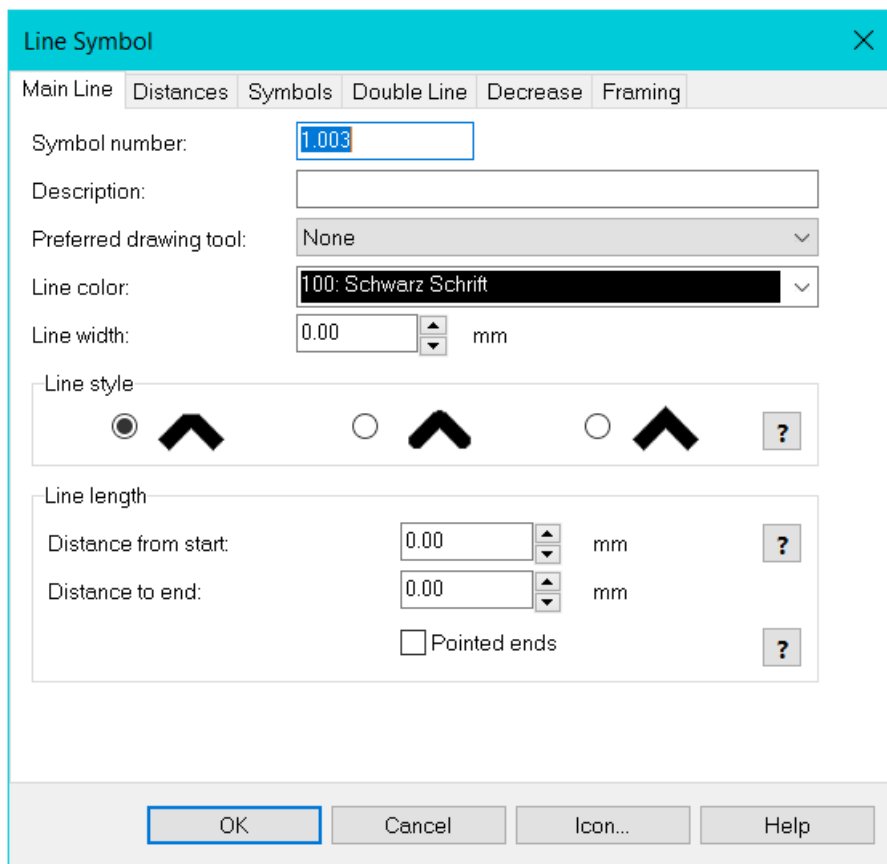 Line Symbol
Main Line Distances Symbols Double Line Decrease Framing
Symbol number: 1.003
Description:
Preferred drawing tool: None
Line color: 100: Schwarz Schrift
Line width: 0.00 mm
Line style
?
Line length
Distance from start: 0.00 mm ?
Distance to end: 0.00 mm
Pointed ends ?
OK Cancel Icon... Help